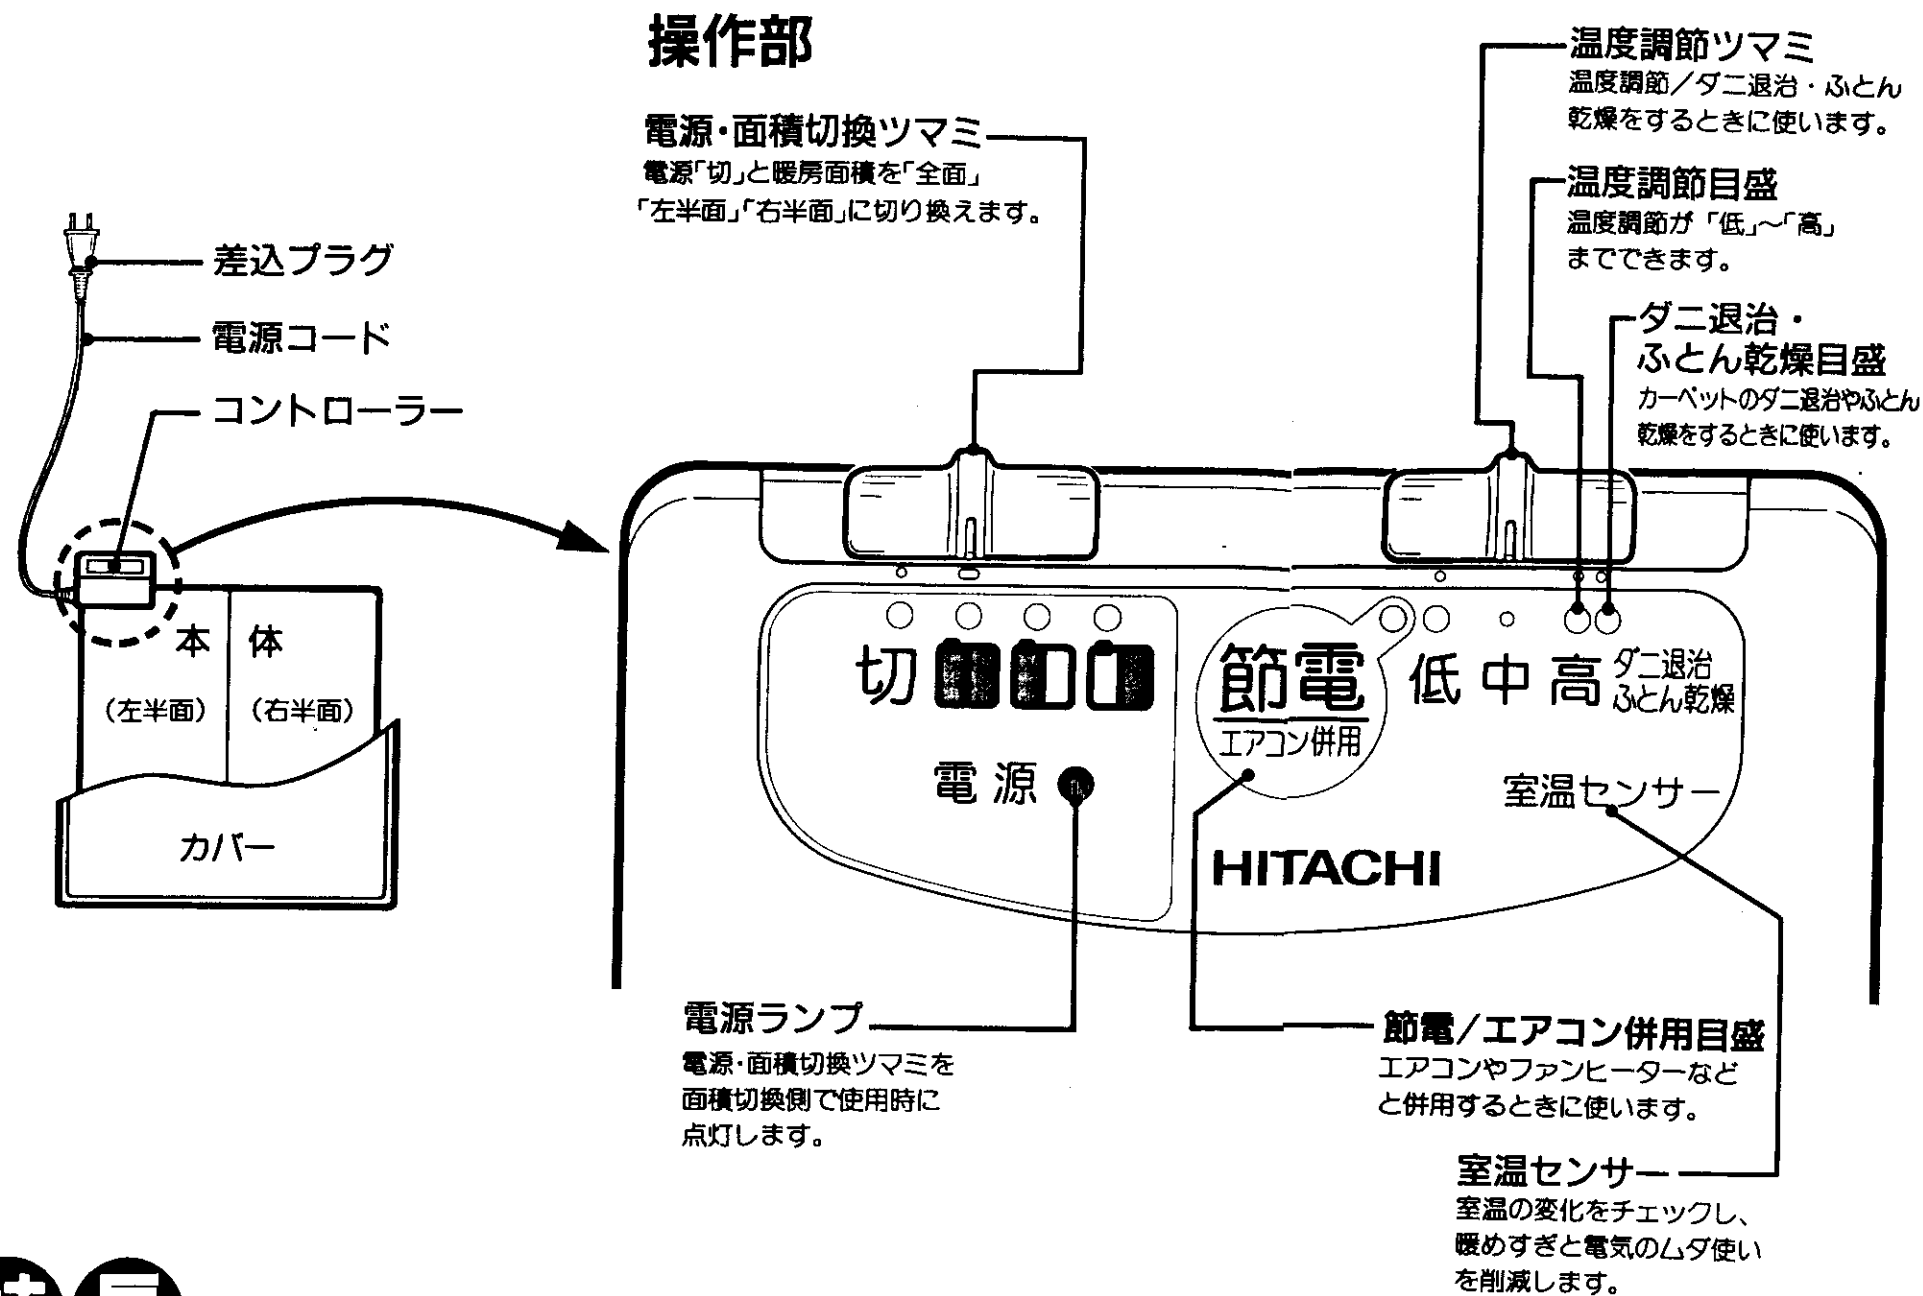 操作部
電源・面積切換ツマミ
電源「切」と暖房面積を「全面」
「左半面」「右半面」に切り換えます。
温度調節ツマミ
温度調節／ダニ退治・ふとん
乾燥をするときに使います。
温度調節目盛
温度調節が「低」～「高」
までできます。
ダニ退治・
ふとん乾燥目盛
カーペットのダニ退治やふとん
乾燥をするときに使います。
差込プラグ
電源コード
コントローラー
本体
（左半面）
（右半面）
カバー
切
節電
エアコン併用
低 中 高
ダニ退治
ふとん乾燥
電源
室温センサー
HITACHI
電源ランプ
電源・面積切換ツマミを
面積切換側で使用時に
点灯します。
節電/エアコン併用目盛
エアコンやファンヒーターなど
と併用するときに使います。
室温センサー
室温の変化をチェックし、
暖めすぎと電気のムダ使い
を削減します。